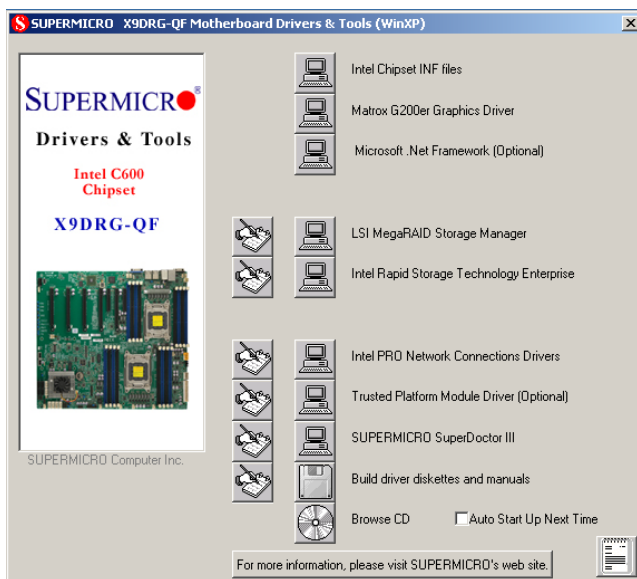 SUPERMICRO X9DRG-QF Motherboard Drivers & Tools (WinXP)
SUPERMICRO®
Drivers & Tools
Intel C600
Chipset
X9DRG-QF
SUPERMICRO Computer Inc.
Intel Chipset INF files
Matrox G200er Graphics Driver
Microsoft .Net Framework (Optional)
LSI MegaRAID Storage Manager
Intel Rapid Storage Technology Enterprise
Intel PRO Network Connections Drivers
Trusted Platform Module Driver (Optional)
SUPERMICRO SuperDoctor III
Build driver diskettes and manuals
Browse CD Auto Start Up Next Time
For more information, please visit SUPERMICRO's web site.